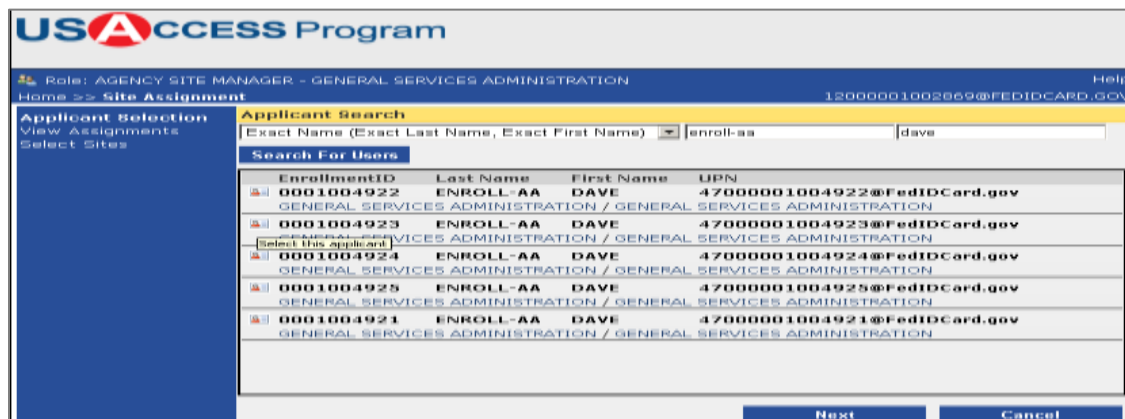 USACCESS Program
Role: AGENCY SITE MANAGER - GENERAL SERVICES ADMINISTRATION Help
Home >> Site Assignment 12000001002869@FEDIDCARD.GOV
Applicant Selection
View Assignments
Select Sites
Applicant Search
Exact Name (Exact Last Name, Exact First Name) enroll-aa dave
Search For Users
EnrollmentID Last Name First Name UPN
0001004922 ENROLL-AA DAVE 47000001004922@FedIDCard.gov
GENERAL SERVICES ADMINISTRATION / GENERAL SERVICES ADMINISTRATION
0001004923 ENROLL-AA DAVE 47000001004923@FedIDCard.gov
Select this applicant
SERVICES ADMINISTRATION / GENERAL SERVICES ADMINISTRATION
0001004924 ENROLL-AA DAVE 47000001004924@FedIDCard.gov
GENERAL SERVICES ADMINISTRATION / GENERAL SERVICES ADMINISTRATION
0001004925 ENROLL-AA DAVE 47000001004925@FedIDCard.gov
GENERAL SERVICES ADMINISTRATION / GENERAL SERVICES ADMINISTRATION
0001004921 ENROLL-AA DAVE 47000001004921@FedIDCard.gov
GENERAL SERVICES ADMINISTRATION / GENERAL SERVICES ADMINISTRATION
Next Cancel